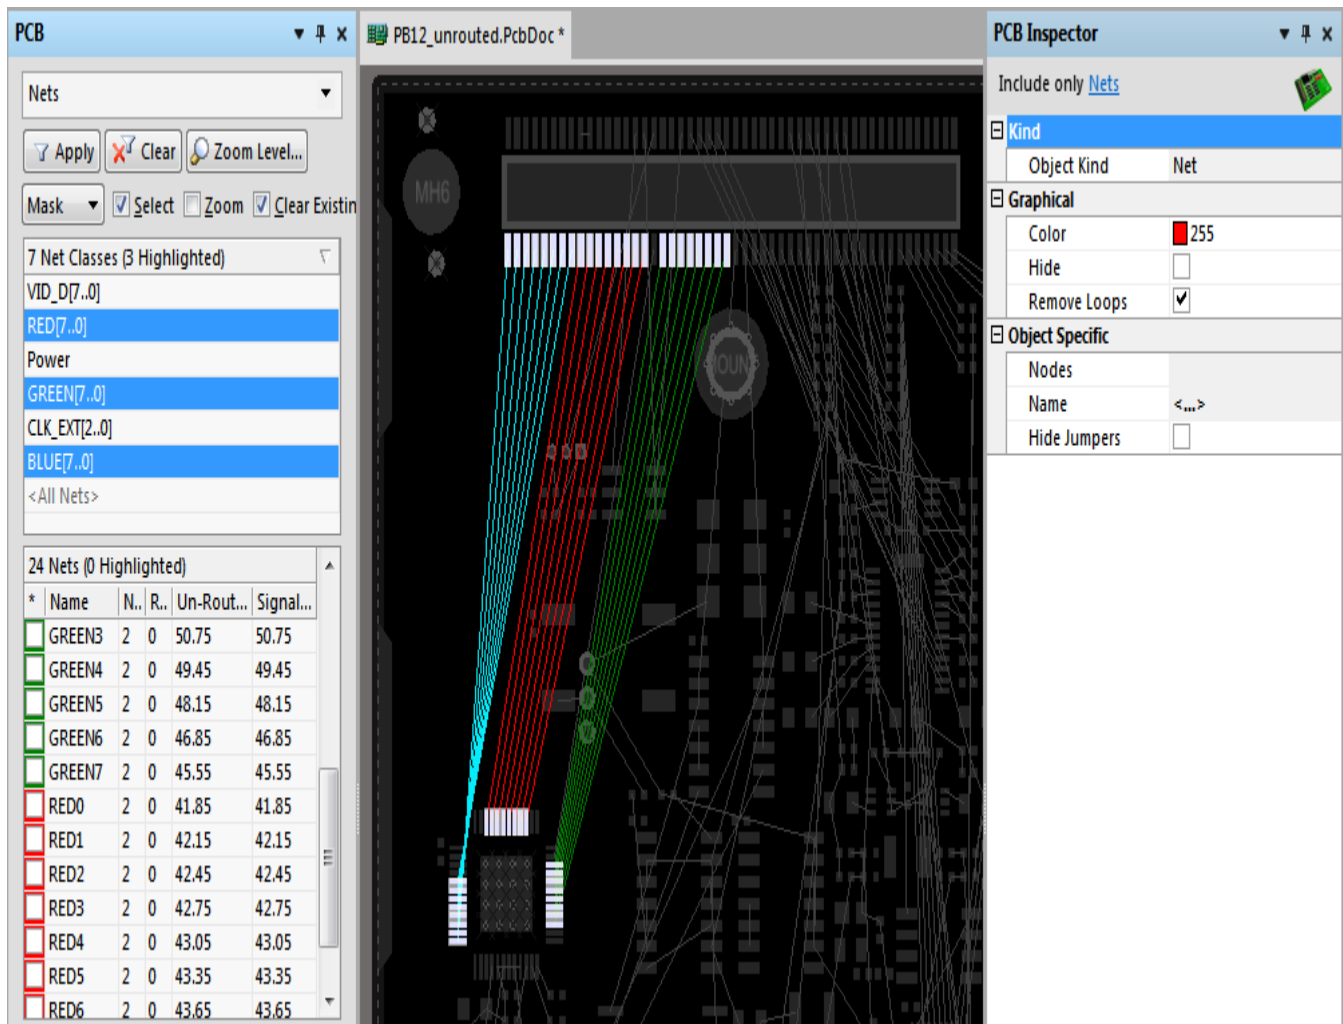 PCB
Nets
Apply
Clear
Zoom Level...
Mask
Select
Zoom
Clear Existin
7 Net Classes (3 Highlighted)
VID_D[7..0]
RED[7..0]
Power
GREEN[7..0]
CLK_EXT[2..0]
BLUE[7..0]
<All Nets>
24 Nets (0 Highlighted)
* Name N.. R.. Un-Rout... Signal...
GREEN3 2 0 50.75 50.75
GREEN4 2 0 49.45 49.45
GREEN5 2 0 48.15 48.15
GREEN6 2 0 46.85 46.85
GREEN7 2 0 45.55 45.55
RED0 2 0 41.85 41.85
RED1 2 0 42.15 42.15
RED2 2 0 42.45 42.45
RED3 2 0 42.75 42.75
RED4 2 0 43.05 43.05
RED5 2 0 43.35 43.35
RED6 2 0 43.65 43.65
PB12_unrouted.PcbDoc *
MH6
MOUNT
PCB Inspector
Include only Nets
Kind
Object Kind Net
Graphical
Color 255
Hide
Remove Loops
Object Specific
Nodes
Name <...>
Hide Jumpers